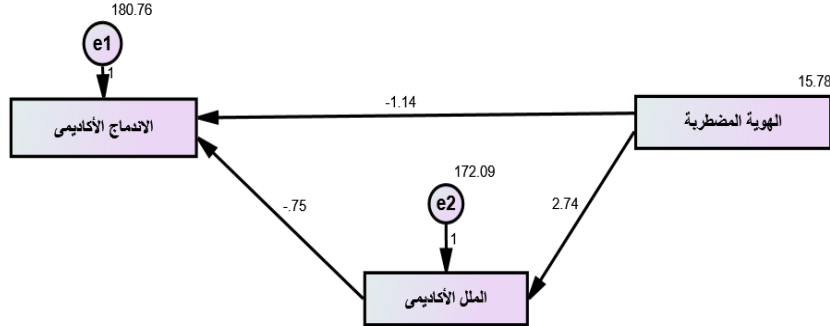 180.76
e1
1
الاندماج الأكاديمى
-1.14
15.78
الهوية المضطربة
-.75
172.09
e2
1
2.74
الملل الأكاديمى